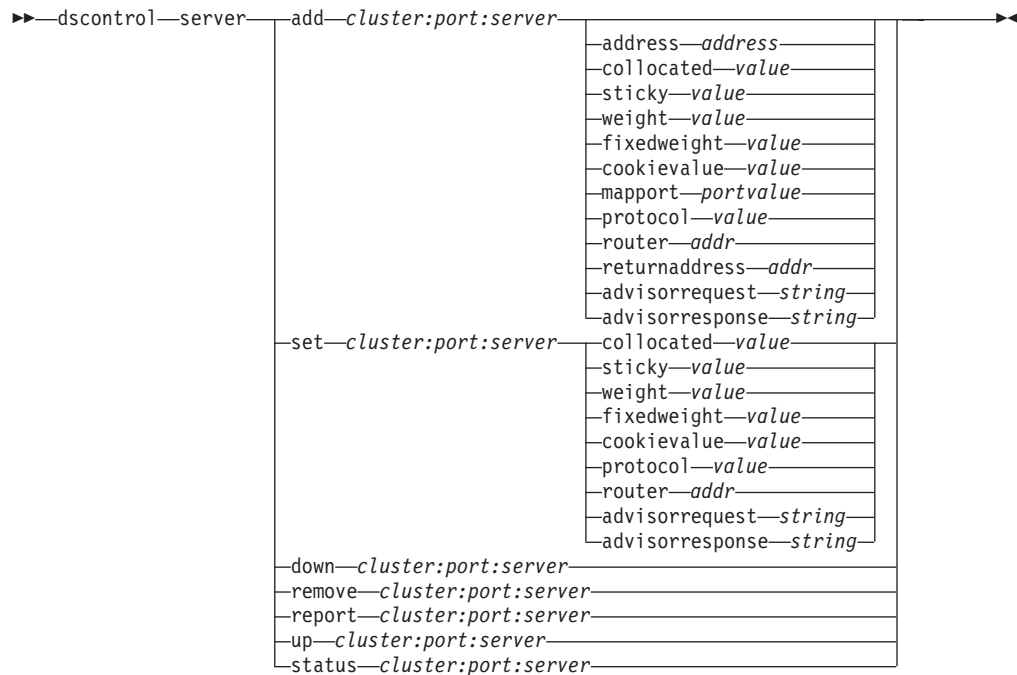 dscontrol server add cluster:port:server
address address
collocated value
sticky value
weight value
fixedweight value
cookievalue value
mapport portvalue
protocol value
router addr
returnaddress addr
advisorrequest string
advisorresponse string
set cluster:port:server collocated value
sticky value
weight value
fixedweight value
cookievalue value
protocol value
router addr
advisorrequest string
advisorresponse string
down cluster:port:server
remove cluster:port:server
report cluster:port:server
up cluster:port:server
status cluster:port:server